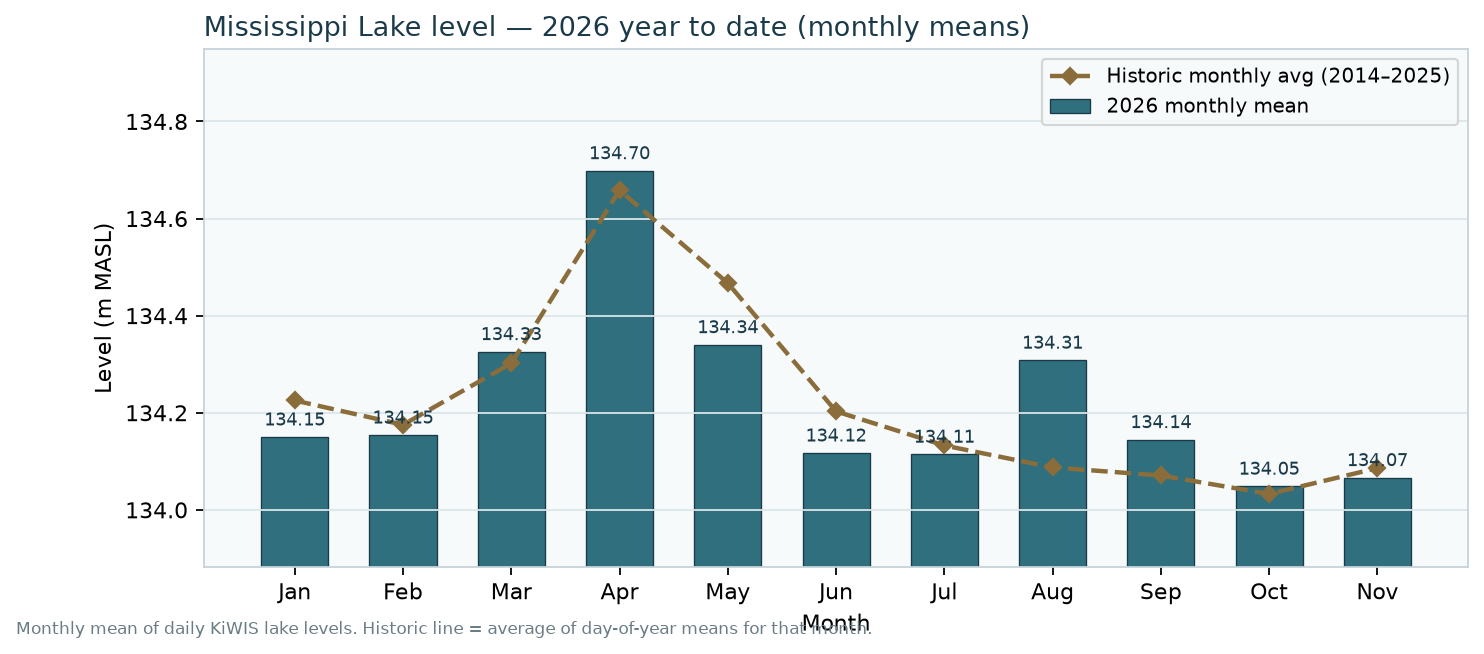 Mississippi Lake level — 2026 year to date (monthly means)
Historic monthly avg (2014–2025)
2026 monthly mean
Level (m MASL)
134.8
134.6
134.4
134.2
134.0
134.15
134.15
134.33
134.70
134.34
134.12
134.11
134.31
134.14
134.05
134.07
Jan Feb Mar Apr May Jun Jul Aug Sep Oct Nov
Month
Monthly mean of daily KiWIS lake levels. Historic line = average of day-of-year means for that month.